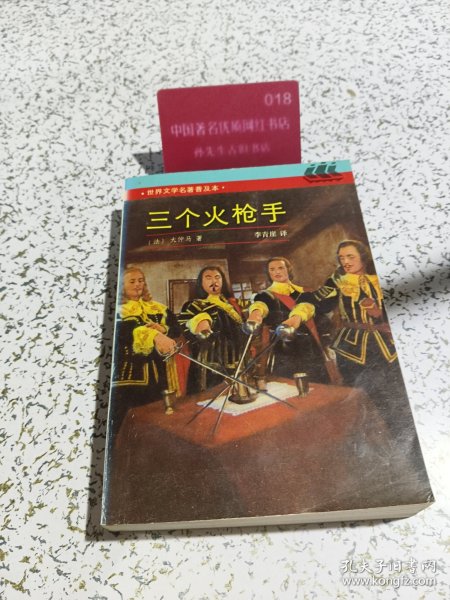 018
中国著名优质网红书店
孙先生古旧书店
·世界文学名著普及本·
三个火枪手
〔法〕大仲马 著
李青崖 译
孔夫子旧书网
www.kongfz.com